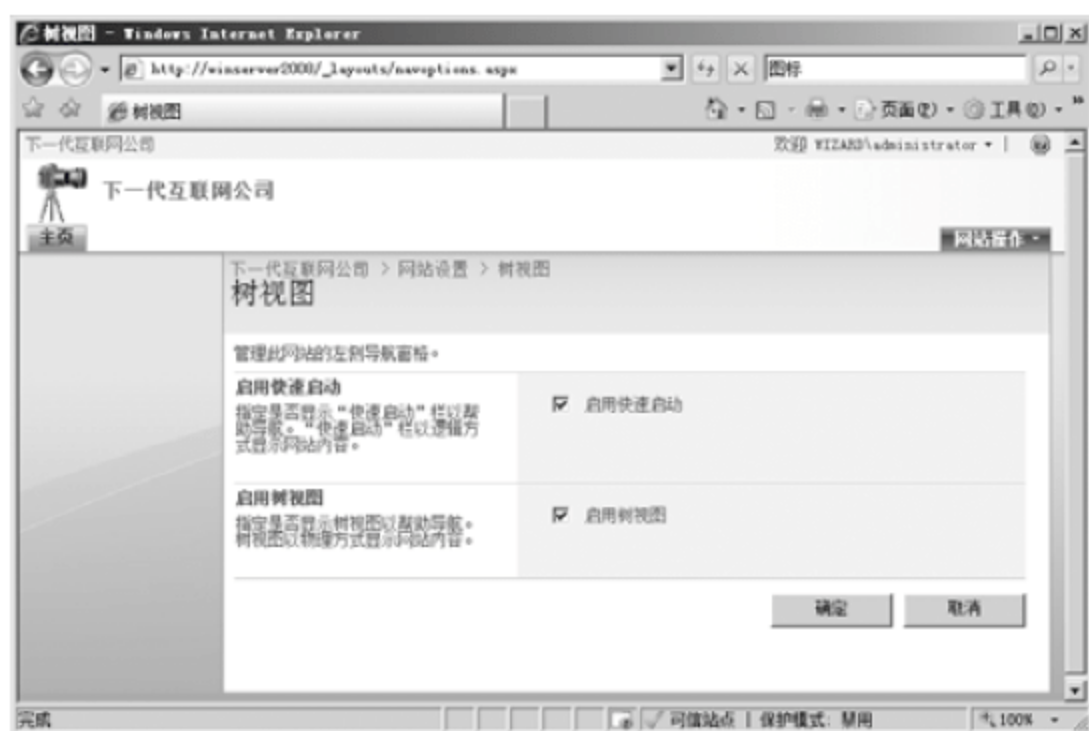 树视图 - Windows Internet Explorer
http://winserver2008/_layouts/navoptions.aspx
图标
树视图
页面(P)
工具(O)
下一代互联网公司
欢迎 WIZARD\administrator
下一代互联网公司
主页
网站操作
下一代互联网公司 > 网站设置 > 树视图
树视图
管理此网站的左侧导航窗格。
启用快速启动
指定是否显示“快速启动”栏以帮
助导航。“快速启动”栏以逻辑方
式显示网站内容。
启用快速启动
启用树视图
指定是否显示树视图以帮助导航。
树视图以物理方式显示网站内容。
启用树视图
确定
取消
完成
可信站点 | 保护模式: 禁用
100%